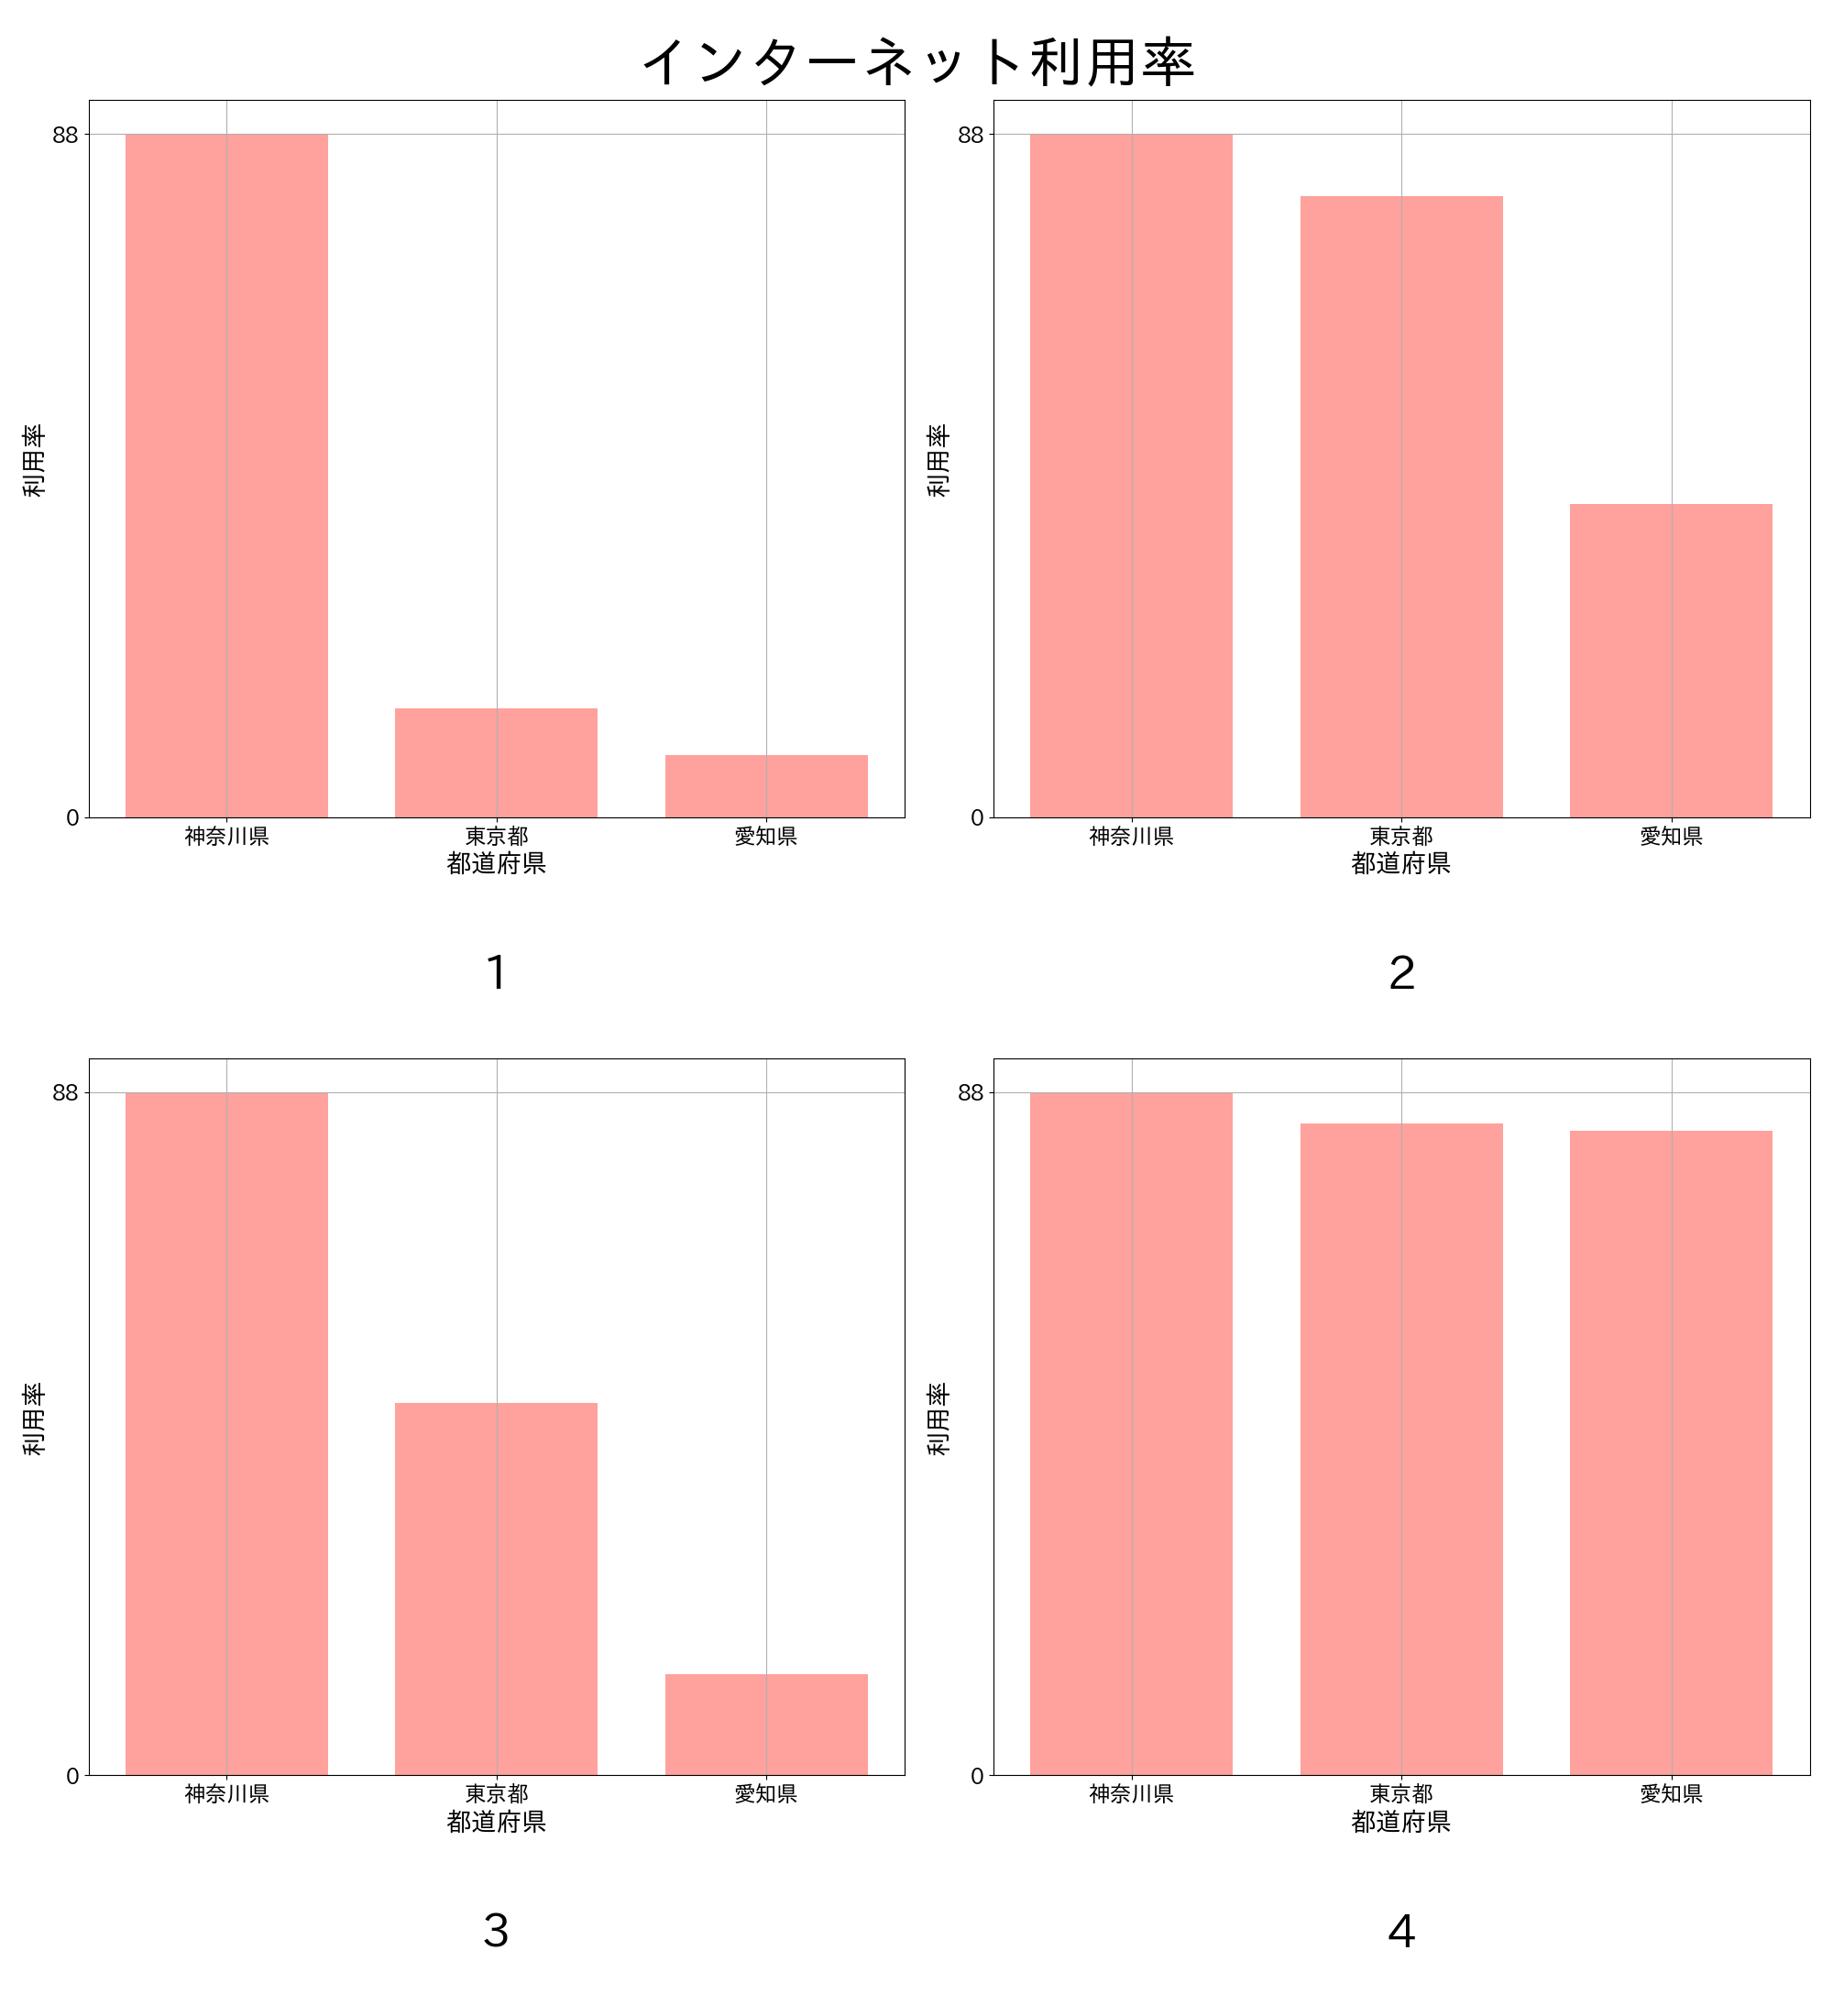 インターネット利用率
88
0
利用率
神奈川県 東京都 愛知県
都道府県
1
88
0
利用率
神奈川県 東京都 愛知県
都道府県
2
88
0
利用率
神奈川県 東京都 愛知県
都道府県
3
88
0
利用率
神奈川県 東京都 愛知県
都道府県
4